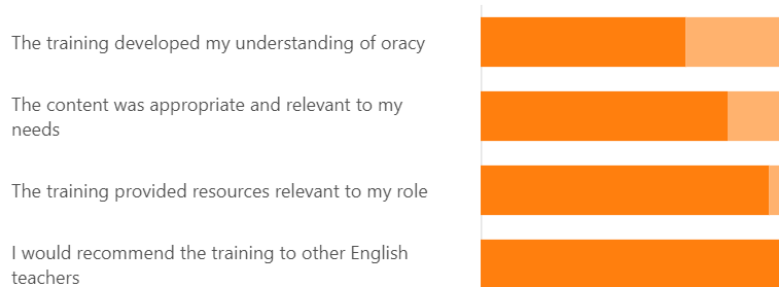 The training developed my understanding of oracy
The content was appropriate and relevant to my
needs
The training provided resources relevant to my role
I would recommend the training to other English
teachers